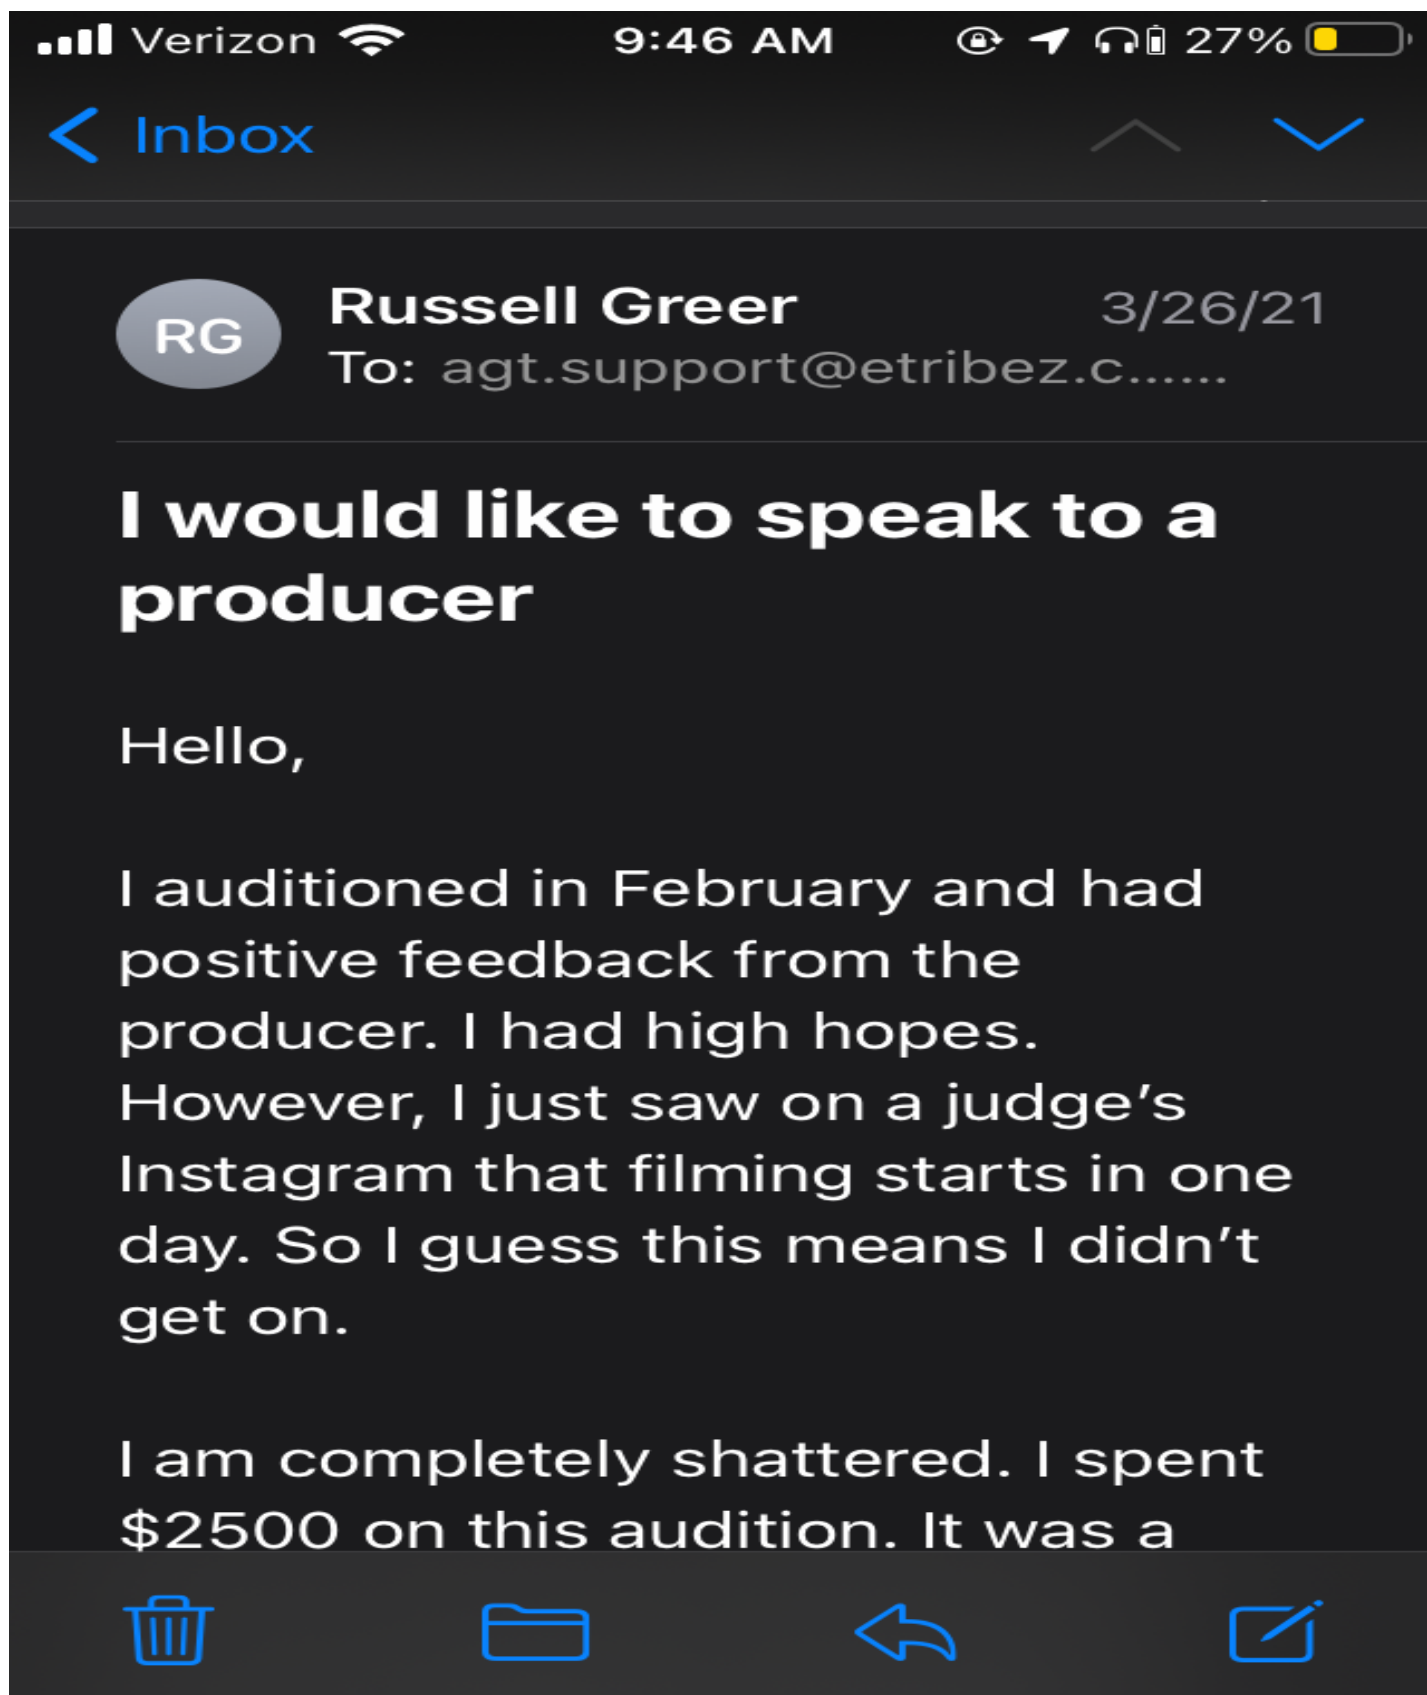 Verizon 9:46 AM 27%
Inbox
RG
Russell Greer 3/26/21
To: agt.support@etribez.c......
I would like to speak to a
producer
Hello,
I auditioned in February and had
positive feedback from the
producer. I had high hopes.
However, I just saw on a judge’s
Instagram that filming starts in one
day. So I guess this means I didn’t
get on.
I am completely shattered. I spent
$2500 on this audition. It was a